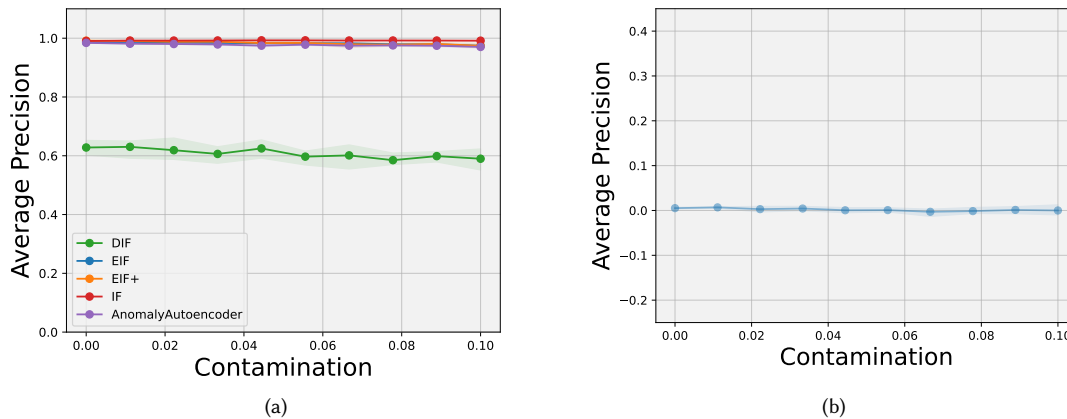 1.0
0.8
0.6
0.4
0.2
0.0
Average Precision
DIF
EIF
EIF+
IF
AnomalyAutoencoder
0.00 0.02 0.04 0.06 0.08 0.10
Contamination
(a)
0.4
0.3
0.2
0.1
0.0
−0.1
−0.2
Average Precision
0.00 0.02 0.04 0.06 0.08 0.10
Contamination
(b)